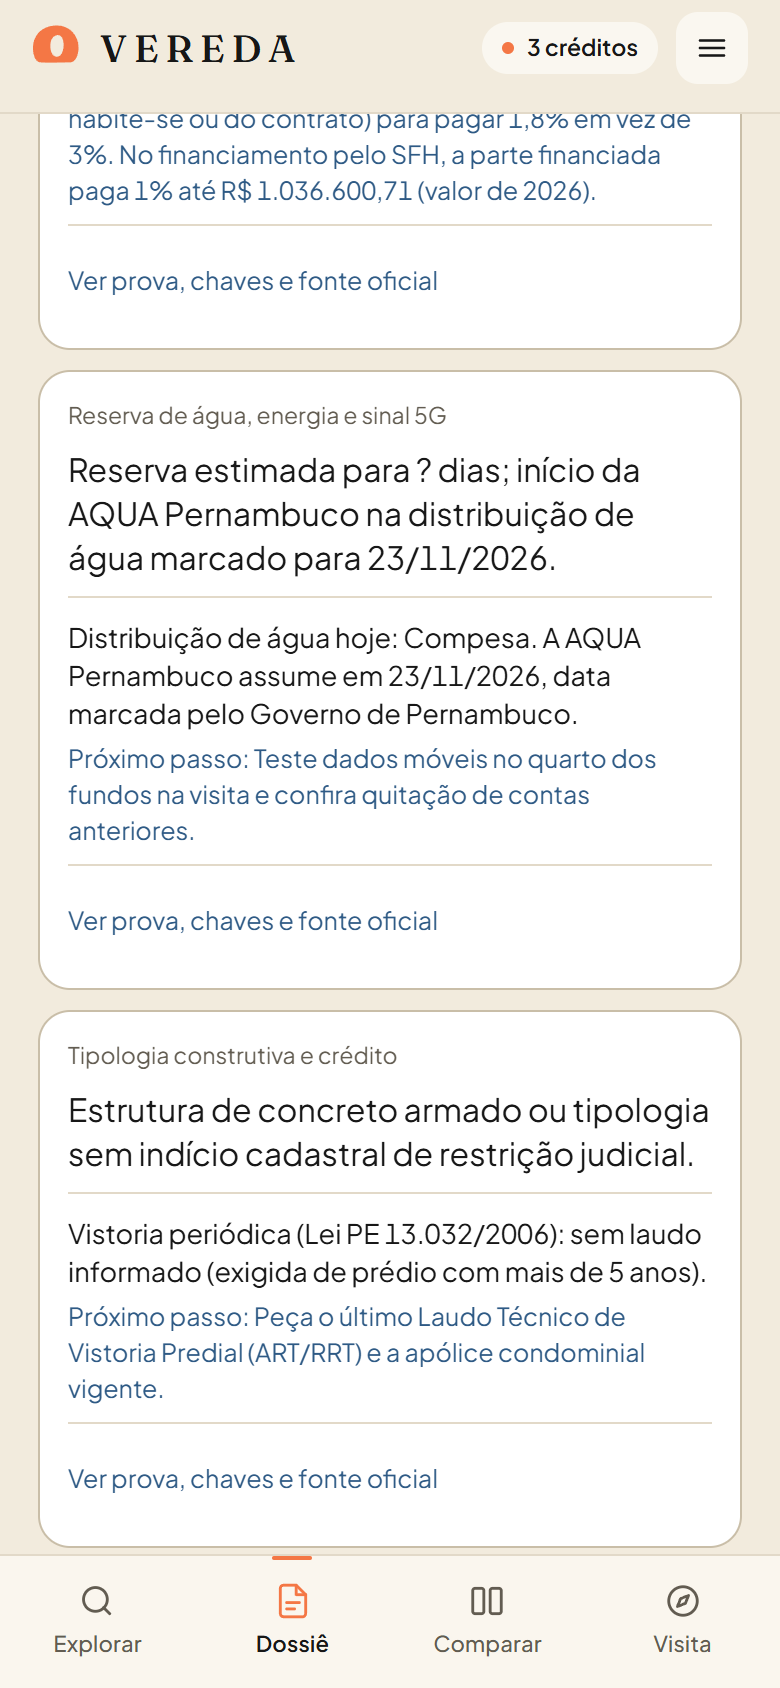 VEREDA
3 créditos
habite-se ou do contrato) para pagar 1,8% em vez de
3%. No financiamento pelo SFH, a parte financiada
paga 1% até R$ 1.036.600,71 (valor de 2026).
Ver prova, chaves e fonte oficial
Reserva de água, energia e sinal 5G
Reserva estimada para ? dias; início da
AQUA Pernambuco na distribuição de
água marcado para 23/11/2026.
Distribuição de água hoje: Compesa. A AQUA
Pernambuco assume em 23/11/2026, data
marcada pelo Governo de Pernambuco.
Próximo passo: Teste dados móveis no quarto dos
fundos na visita e confira quitação de contas
anteriores.
Ver prova, chaves e fonte oficial
Tipologia construtiva e crédito
Estrutura de concreto armado ou tipologia
sem indício cadastral de restrição judicial.
Vistoria periódica (Lei PE 13.032/2006): sem laudo
informado (exigida de prédio com mais de 5 anos).
Próximo passo: Peça o último Laudo Técnico de
Vistoria Predial (ART/RRT) e a apólice condominial
vigente.
Ver prova, chaves e fonte oficial
Explorar
Dossiê
Comparar
Visita